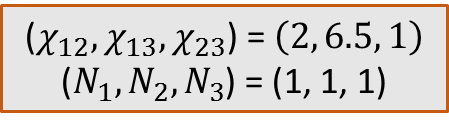 (χ₁₂, χ₁₃, χ₂₃) = (2, 6.5, 1)
(N₁, N₂, N₃) = (1, 1, 1)